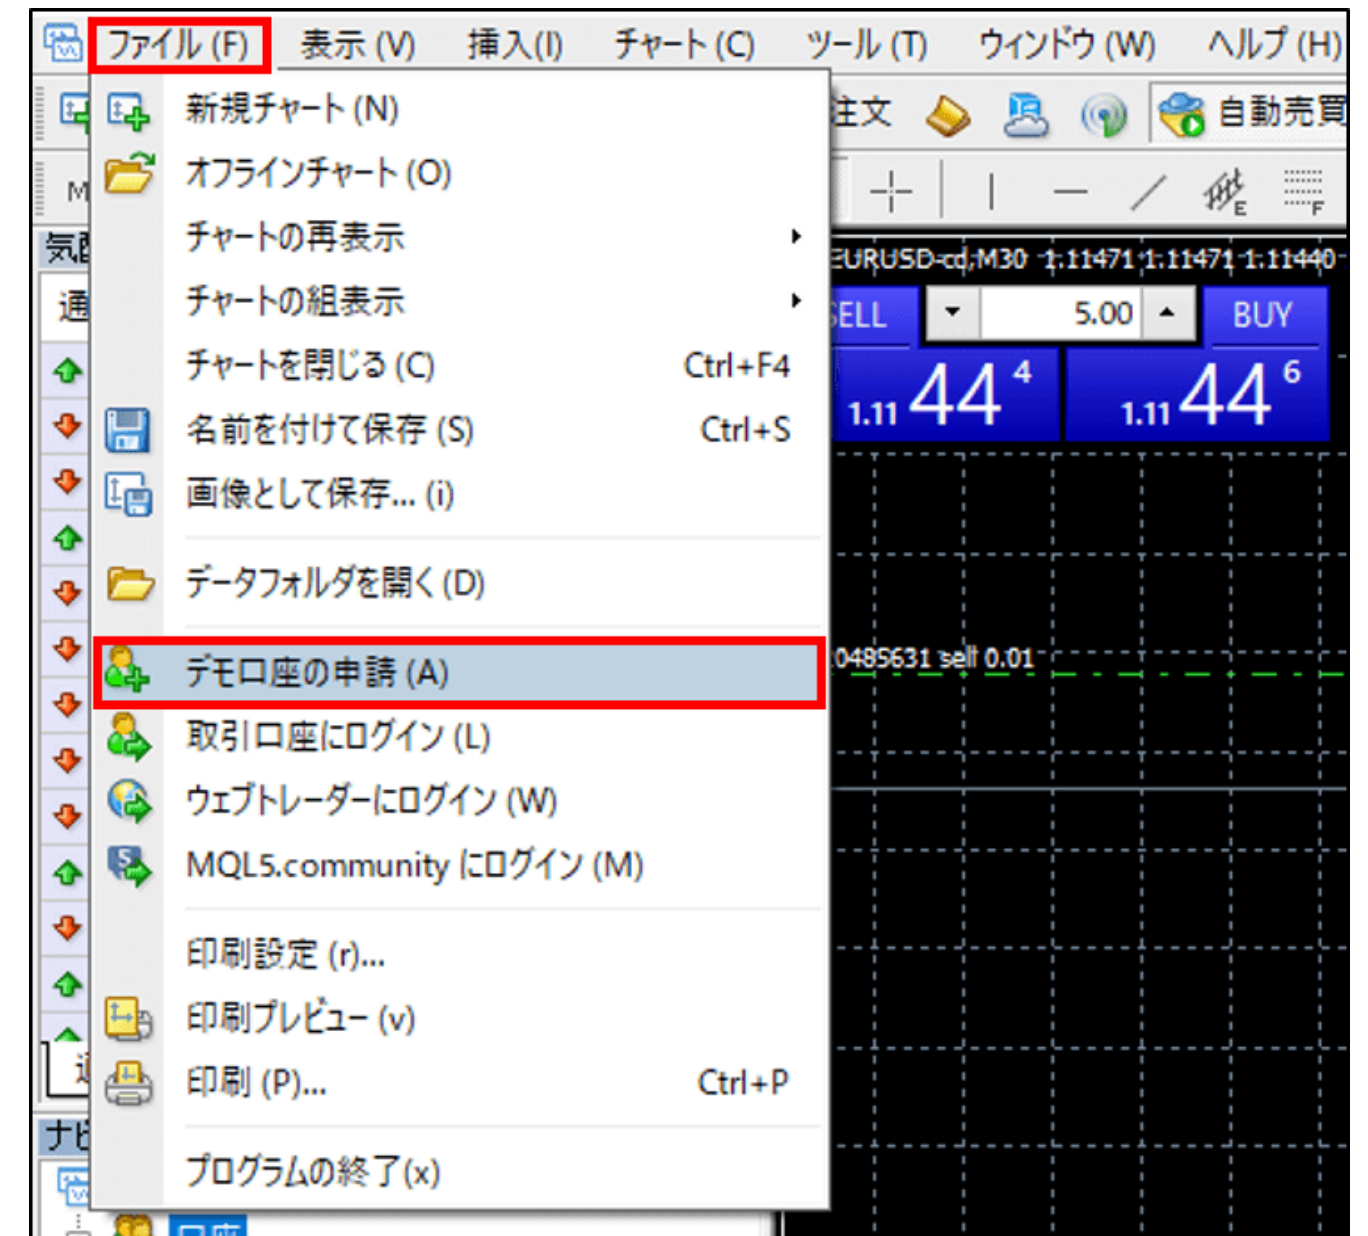 ファイル (F) 表示 (V) 挿入(I) チャート (C) ツール (T) ウィンドウ (W) ヘルプ (H)
新規チャート (N)
注文 自動売買
オフラインチャート (O)
M
E F
チャートの再表示
気配
EURUSD-cd,M30 1.11471 1.11471 1.11440
通
チャートの組表示
SELL 5.00 BUY
チャートを閉じる (C) Ctrl+F4
1.11 44 4 1.11 44 6
名前を付けて保存 (S) Ctrl+S
画像として保存... (i)
データフォルダを開く (D)
デモ口座の申請 (A)
0485631 sell 0.01
取引口座にログイン (L)
ウェブトレーダーにログイン (W)
MQL5.community にログイン (M)
印刷設定 (r)...
印刷プレビュー (v)
通
印刷 (P)... Ctrl+P
ナビ
プログラムの終了(x)
口座